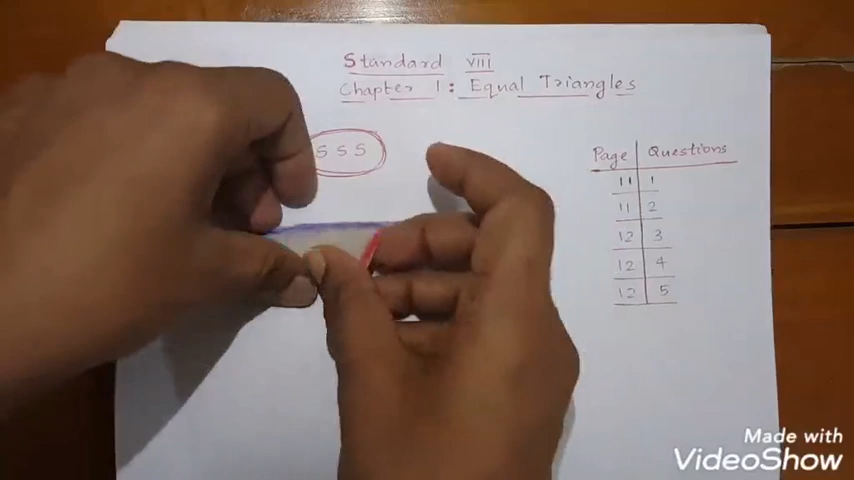 Standard VIII
Chapter 1 : Equal Triangles
S S S
Page Questions
11 1
11 2
12 3
12 4
12 5
Made With
VideoShow